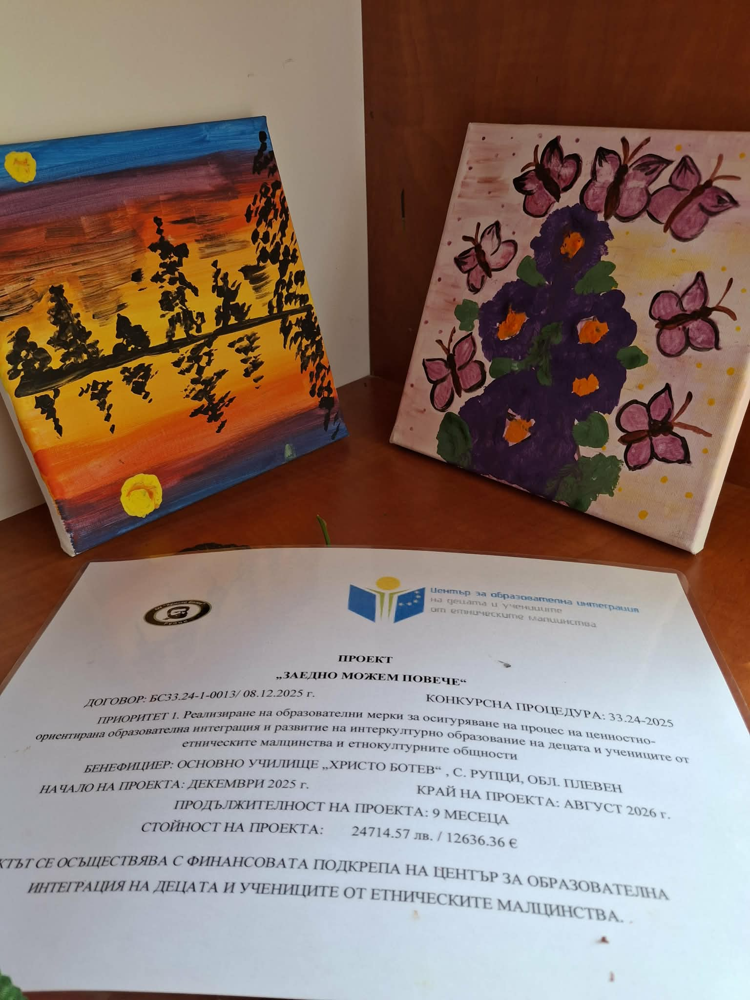 ОУ "Христо Ботев"
Рупци
Център за образователна интеграция
на децата и учениците
от етническите малцинства
ПРОЕКТ
„ЗАЕДНО МОЖЕМ ПОВЕЧЕ“
ДОГОВОР: БС33.24-1-0013/ 08.12.2025 г.
КОНКУРСНА ПРОЦЕДУРА: 33.24-2025
ПРИОРИТЕТ 1. Реализиране на образователни мерки за осигуряване на процес на ценностно-
ориентирана образователна интеграция и развитие на интеркултурно образование на децата и учениците от
етническите малцинства и етнокултурните общности
БЕНЕФИЦИЕР: ОСНОВНО УЧИЛИЩЕ „ХРИСТО БОТЕВ“ , С. РУПЦИ, ОБЛ. ПЛЕВЕН
НАЧАЛО НА ПРОЕКТА: ДЕКЕМВРИ 2025 г.
КРАЙ НА ПРОЕКТА: АВГУСТ 2026 г.
ПРОДЪЛЖИТЕЛНОСТ НА ПРОЕКТА: 9 МЕСЕЦА
СТОЙНОСТ НА ПРОЕКТА: 24714.57 лв. / 12636.36 €
КТЪТ СЕ ОСЪЩЕСТВЯВА С ФИНАНСОВАТА ПОДКРЕПА НА ЦЕНТЪР ЗА ОБРАЗОВАТЕЛНА
ИНТЕГРАЦИЯ НА ДЕЦАТА И УЧЕНИЦИТЕ ОТ ЕТНИЧЕСКИТЕ МАЛЦИНСТВА.